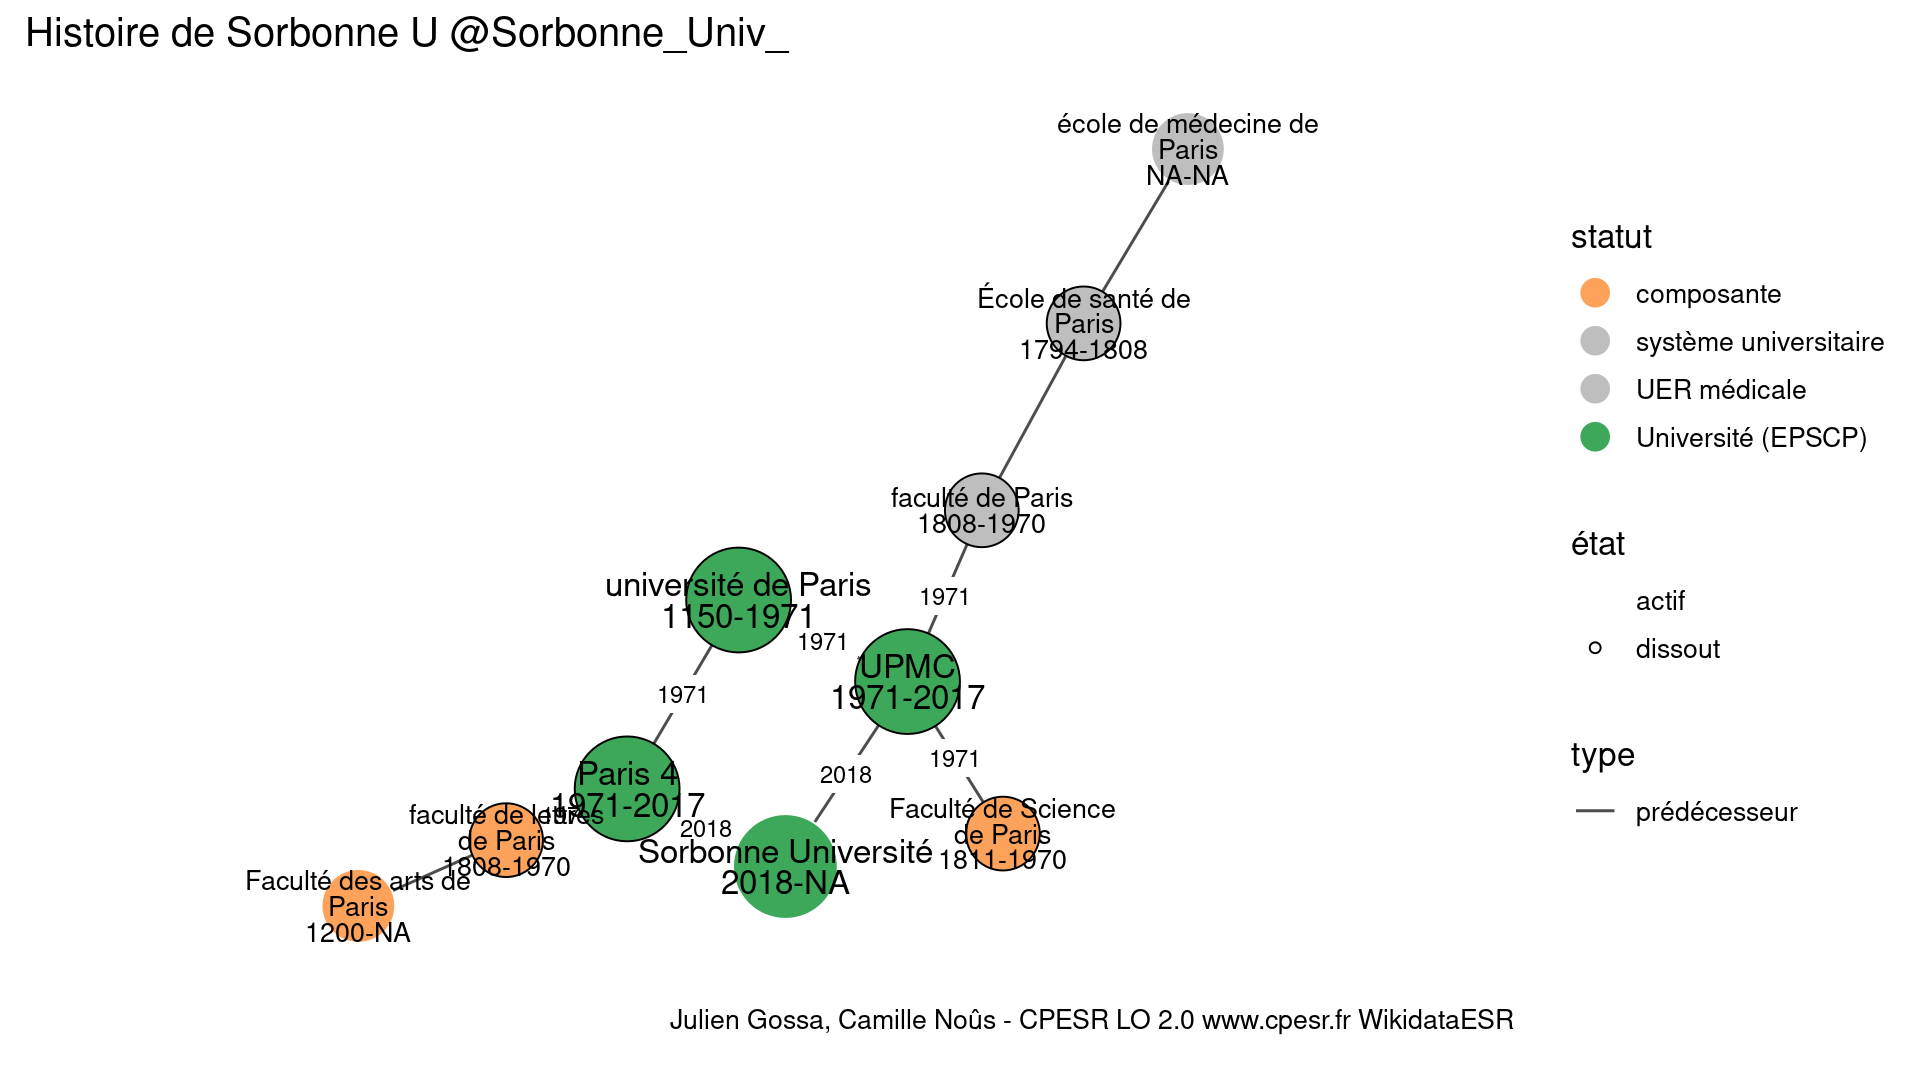 Histoire de Sorbonne U @Sorbonne_Univ_
école de médecine de
Paris
NA-NA
École de santé de
Paris
1794-1808
faculté de Paris
1808-1970
1971
université de Paris
1150-1971
1971
1971
UPMC
1971-2017
Paris 4
1971-2017
2018
1971
faculté de lettres
de Paris
1808-1970
2018
Sorbonne Université
2018-NA
Faculté de Science
de Paris
1811-1970
Faculté des arts de
Paris
1200-NA
statut
composante
système universitaire
UER médicale
Université (EPSCP)
état
actif
dissout
type
prédécesseur
Julien Gossa, Camille Noûs - CPESR LO 2.0 www.cpesr.fr WikidataESR